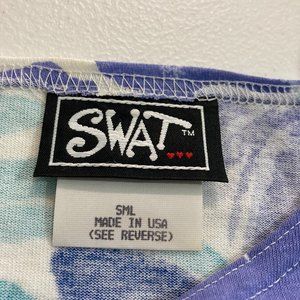 SWAT™
SML
MADE IN USA
(SEE REVERSE)